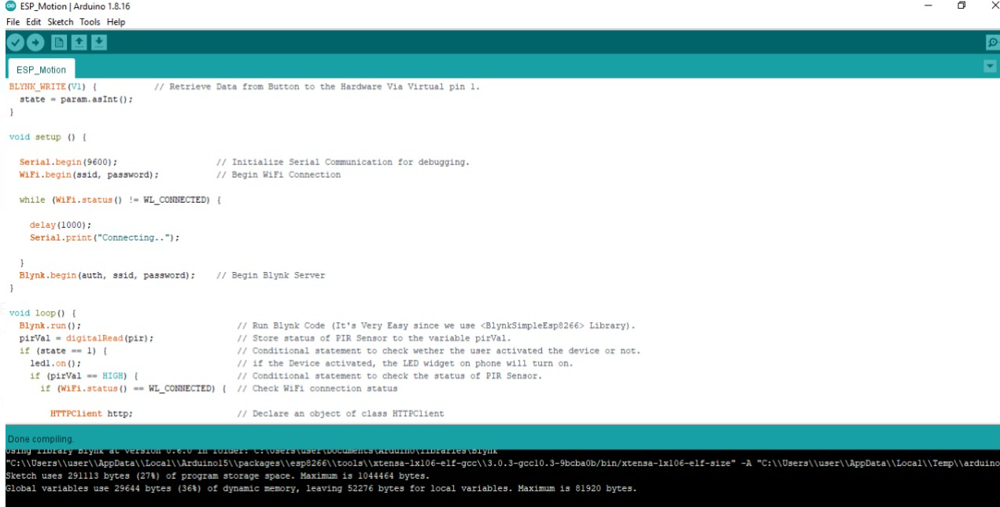 ESP_Motion | Arduino 1.8.16
File Edit Sketch Tools Help
ESP_Motion
BLYNK_WRITE(V1) { // Retrieve Data from Button to the Hardware Via Virtual pin 1.
state = param.asInt();
}
void setup () {
Serial.begin(9600); // Initialize Serial Communication for debugging.
WiFi.begin(ssid, password); // Begin WiFi Connection
while (WiFi.status() != WL_CONNECTED) {
delay(1000);
Serial.print("Connecting..");
}
Blynk.begin(auth, ssid, password); // Begin Blynk Server
}
void loop() {
Blynk.run(); // Run Blynk Code (It's Very Easy since we use <BlynkSimpleEsp8266> Library).
pirVal = digitalRead(pir); // Store status of PIR Sensor to the variable pirVal.
if (state == 1) { // Conditional statement to check wether the user activated the device or not.
led1.on(); // if the Device activated, the LED widget on phone will turn on.
if (pirVal == HIGH) { // Conditional statement to check the status of PIR Sensor.
if (WiFi.status() == WL_CONNECTED) { // Check WiFi connection status
HTTPClient http; // Declare an object of class HTTPClient
Done compiling.
Using library Blynk at version 0.6.0 in folder: C:\Users\user\Documents\Arduino\libraries\Blynk
"C:\\Users\\user\\AppData\\Local\\Arduino15\\packages\\esp8266\\tools\\xtensa-lx106-elf-gcc\\3.0.3-gcc10.3-9bcba0b/bin/xtensa-lx106-elf-size" -A "C:\\Users\\user\\AppData\\Local\\Temp\\arduino
Sketch uses 291113 bytes (27%) of program storage space. Maximum is 1044464 bytes.
Global variables use 29644 bytes (36%) of dynamic memory, leaving 52276 bytes for local variables. Maximum is 81920 bytes.